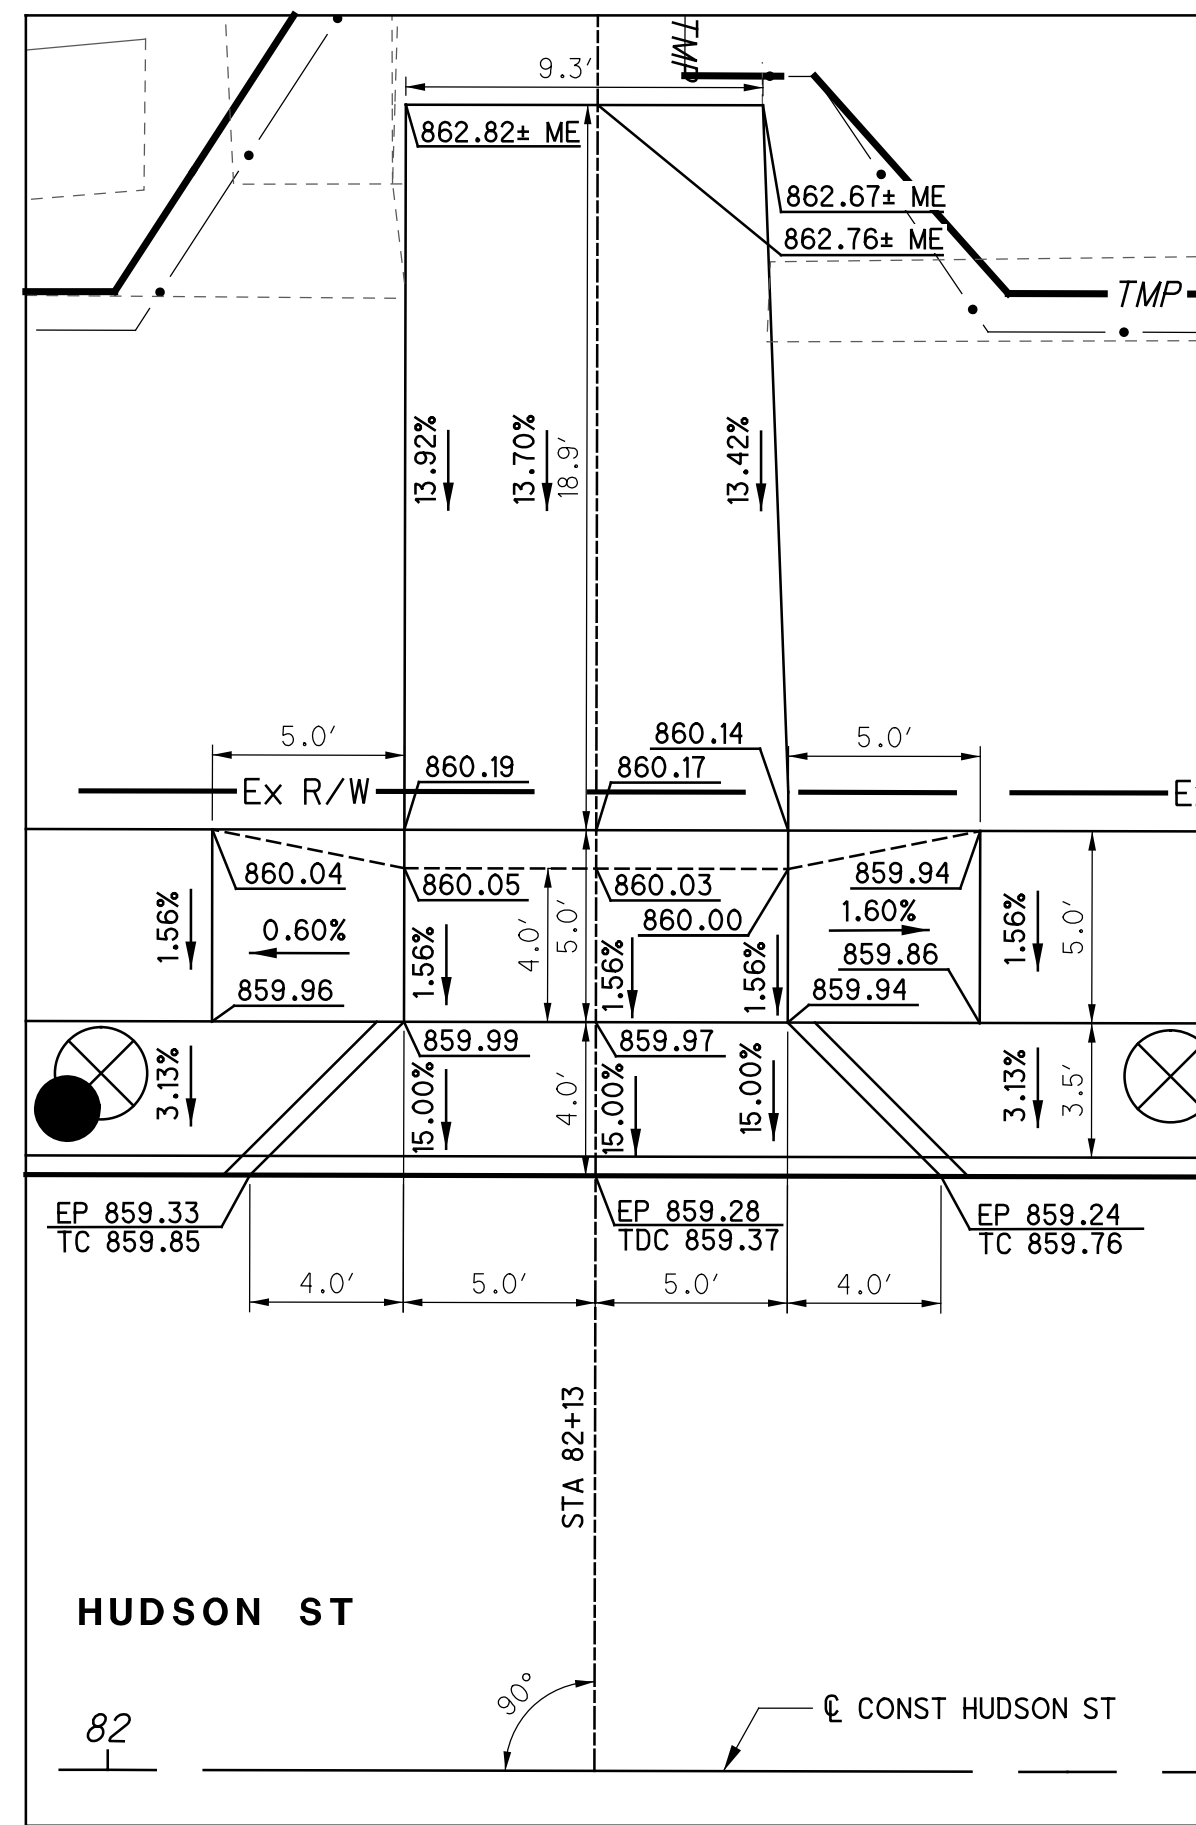 TMP
9.3'
862.82± ME
862.67± ME
862.76± ME
TMP
13.92%
13.70%
18.9'
13.42%
5.0'
860.14
5.0'
860.19
860.17
Ex R/W
860.04
860.05
860.03
859.94
1.56%
0.60%
1.56%
4.0'
5.0'
860.00
1.56%
1.56%
1.60%
1.56%
5.0'
859.86
859.96
859.94
859.99
859.97
3.13%
15.00%
4.0'
15.00%
15.00%
3.13%
3.5'
EP 859.33
TC 859.85
EP 859.28
TDC 859.37
EP 859.24
TC 859.76
4.0'
5.0'
5.0'
4.0'
STA 82+13
HUDSON ST
90°
82
℄ CONST HUDSON ST